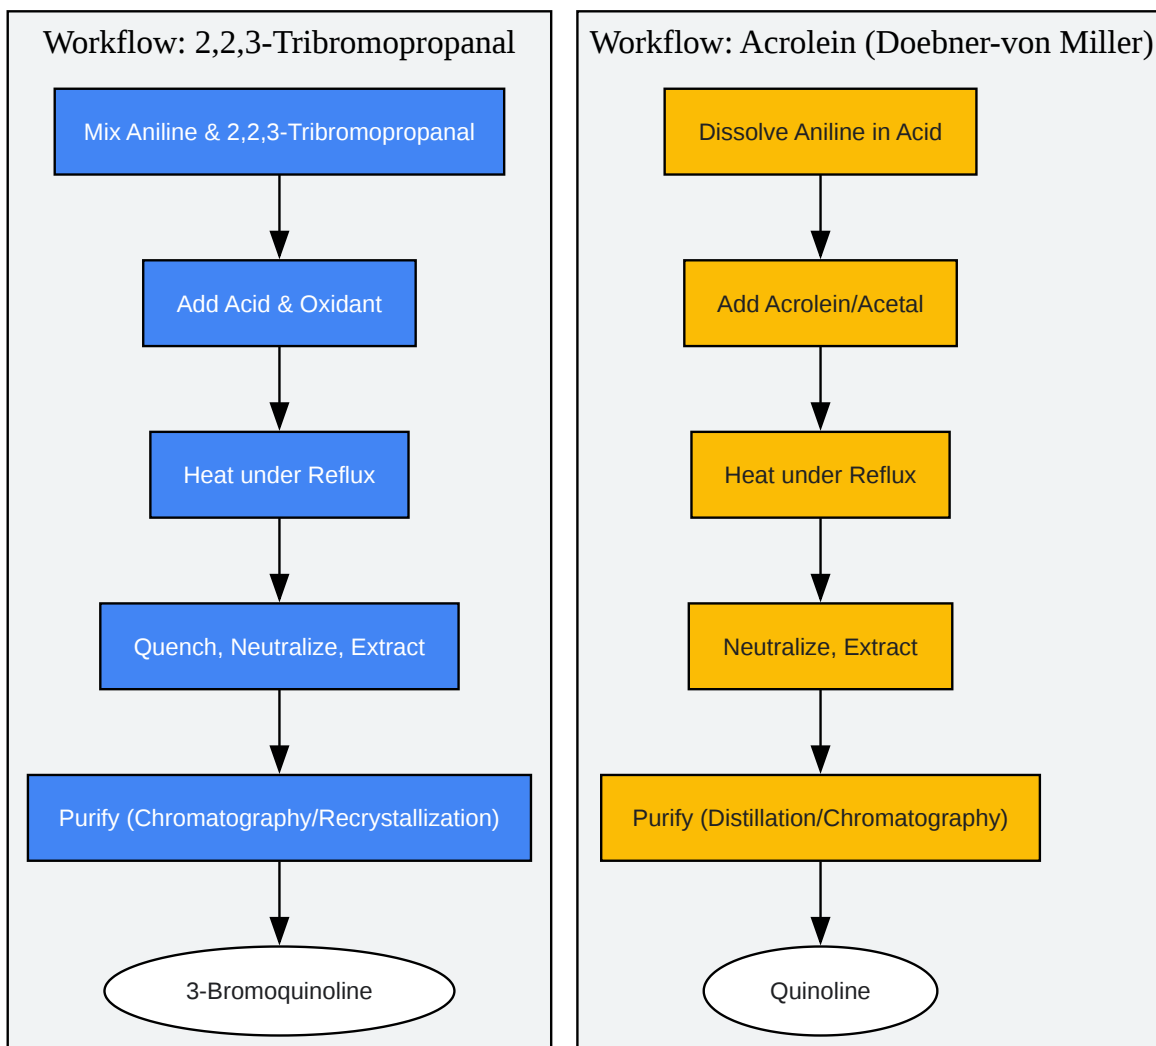 Workflow: 2,2,3-Tribromopropanal
Mix Aniline & 2,2,3-Tribromopropanal
Add Acid & Oxidant
Heat under Reflux
Quench, Neutralize, Extract
Purify (Chromatography/Recrystallization)
3-Bromoquinoline
Workflow: Acrolein (Doebner-von Miller)
Dissolve Aniline in Acid
Add Acrolein/Acetal
Heat under Reflux
Neutralize, Extract
Purify (Distillation/Chromatography)
Quinoline